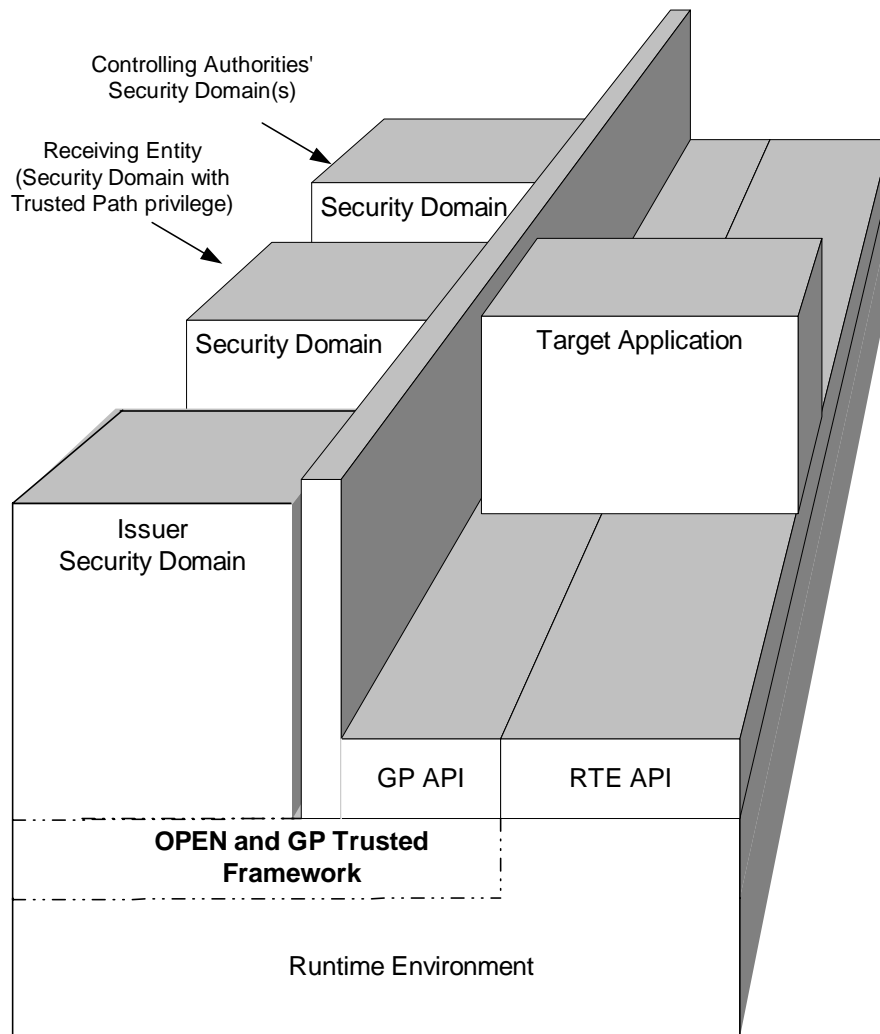 Controlling Authorities'
Security Domain(s)
Receiving Entity
(Security Domain with
Trusted Path privilege)
Security Domain
Security Domain
Target Application
Issuer
Security Domain
GP API
RTE API
OPEN and GP Trusted
Framework
Runtime Environment